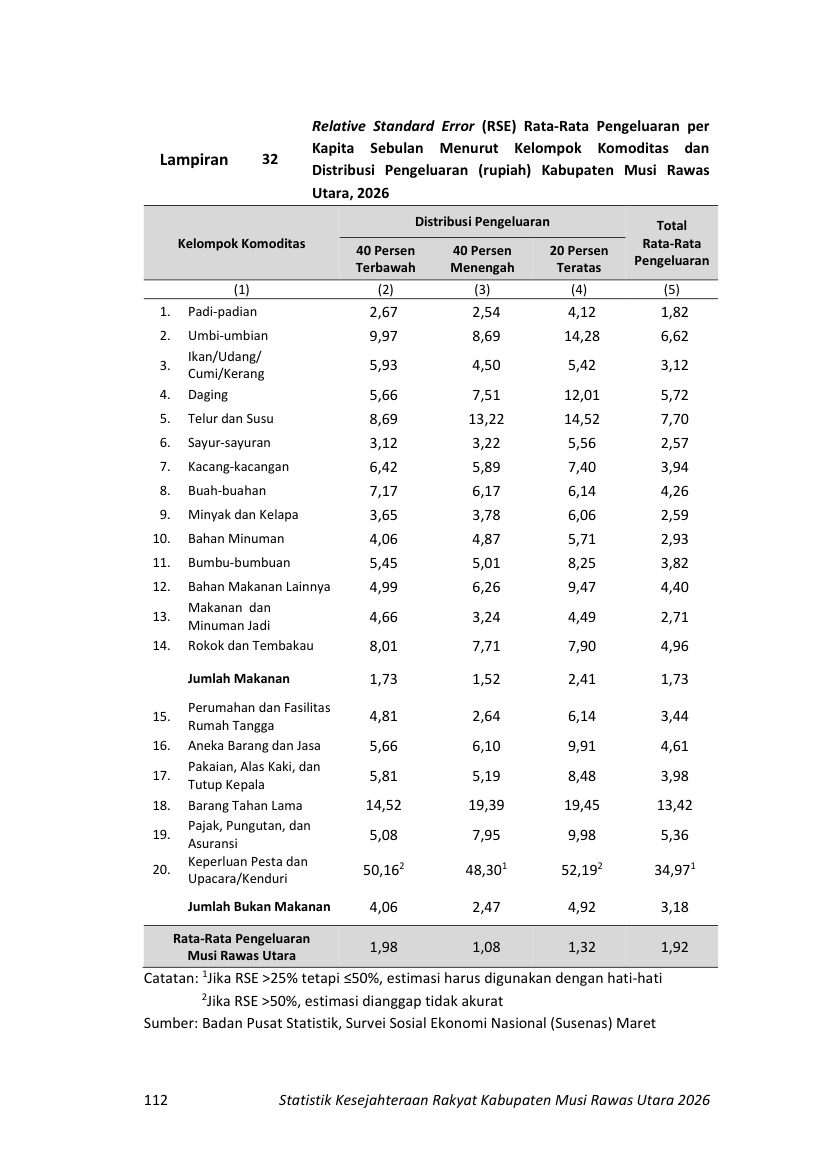 Lampiran 32
Relative Standard Error (RSE) Rata-Rata Pengeluaran per
Kapita Sebulan Menurut Kelompok Komoditas dan
Distribusi Pengeluaran (rupiah) Kabupaten Musi Rawas
Utara, 2026
Kelompok Komoditas
Distribusi Pengeluaran
Total
Rata-Rata
Pengeluaran
40 Persen
Terbawah
40 Persen
Menengah
20 Persen
Teratas
(1) (2) (3) (4) (5)
1. Padi-padian 2,67 2,54 4,12 1,82
2. Umbi-umbian 9,97 8,69 14,28 6,62
3. Ikan/Udang/
Cumi/Kerang 5,93 4,50 5,42 3,12
4. Daging 5,66 7,51 12,01 5,72
5. Telur dan Susu 8,69 13,22 14,52 7,70
6. Sayur-sayuran 3,12 3,22 5,56 2,57
7. Kacang-kacangan 6,42 5,89 7,40 3,94
8. Buah-buahan 7,17 6,17 6,14 4,26
9. Minyak dan Kelapa 3,65 3,78 6,06 2,59
10. Bahan Minuman 4,06 4,87 5,71 2,93
11. Bumbu-bumbuan 5,45 5,01 8,25 3,82
12. Bahan Makanan Lainnya 4,99 6,26 9,47 4,40
13. Makanan dan
Minuman Jadi 4,66 3,24 4,49 2,71
14. Rokok dan Tembakau 8,01 7,71 7,90 4,96
Jumlah Makanan 1,73 1,52 2,41 1,73
15. Perumahan dan Fasilitas
Rumah Tangga 4,81 2,64 6,14 3,44
16. Aneka Barang dan Jasa 5,66 6,10 9,91 4,61
17. Pakaian, Alas Kaki, dan
Tutup Kepala 5,81 5,19 8,48 3,98
18. Barang Tahan Lama 14,52 19,39 19,45 13,42
19. Pajak, Pungutan, dan
Asuransi 5,08 7,95 9,98 5,36
20. Keperluan Pesta dan
Upacara/Kenduri 50,16² 48,30¹ 52,19² 34,97¹
Jumlah Bukan Makanan 4,06 2,47 4,92 3,18
Rata-Rata Pengeluaran
Musi Rawas Utara 1,98 1,08 1,32 1,92
Catatan: ¹Jika RSE >25% tetapi ≤50%, estimasi harus digunakan dengan hati-hati
²Jika RSE >50%, estimasi dianggap tidak akurat
Sumber: Badan Pusat Statistik, Survei Sosial Ekonomi Nasional (Susenas) Maret
112 Statistik Kesejahteraan Rakyat Kabupaten Musi Rawas Utara 2026